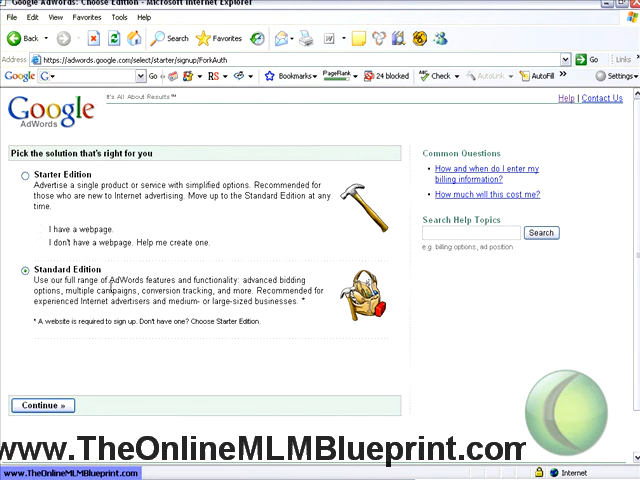 Google AdWords: Choose Edition - Microsoft Internet Explorer
File Edit View Favorites Tools Help
Back Search Favorites
Address https://adwords.google.com/select/starter/signup/ForkAuth Go Links
Google G Go RS Bookmarks PageRank 24 blocked Check AutoLink AutoFill Settings
Google It's All About Results™ Help | Contact Us
AdWords
Pick the solution that's right for you
Starter Edition
Advertise a single product or service with simplified options. Recommended for
those who are new to Internet advertising. Move up to the Standard Edition at any
time.
I have a webpage.
I don't have a webpage. Help me create one.
Standard Edition
Use our full range of AdWords features and functionality: advanced bidding
options, multiple campaigns, conversion tracking, and more. Recommended for
experienced Internet advertisers and medium- or large-sized businesses. *
* A website is required to sign up. Don't have one? Choose Starter Edition.
Continue »
Common Questions
How and when do I enter my
billing information?
How much will this cost me?
Search Help Topics
Search
e.g. billing options, ad position
www.TheOnlineMLMBlueprint.com
www.TheOnlineMLMBlueprint.com
Internet